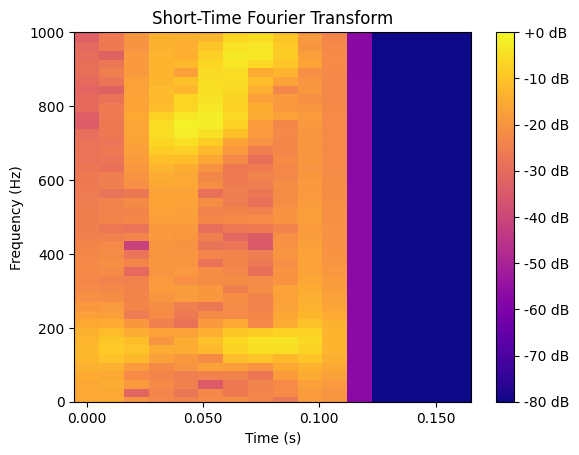 Short-Time Fourier Transform
1000
800
600
400
200
0
Frequency (Hz)
0.000
0.050
0.100
0.150
Time (s)
+0 dB
-10 dB
-20 dB
-30 dB
-40 dB
-50 dB
-60 dB
-70 dB
-80 dB